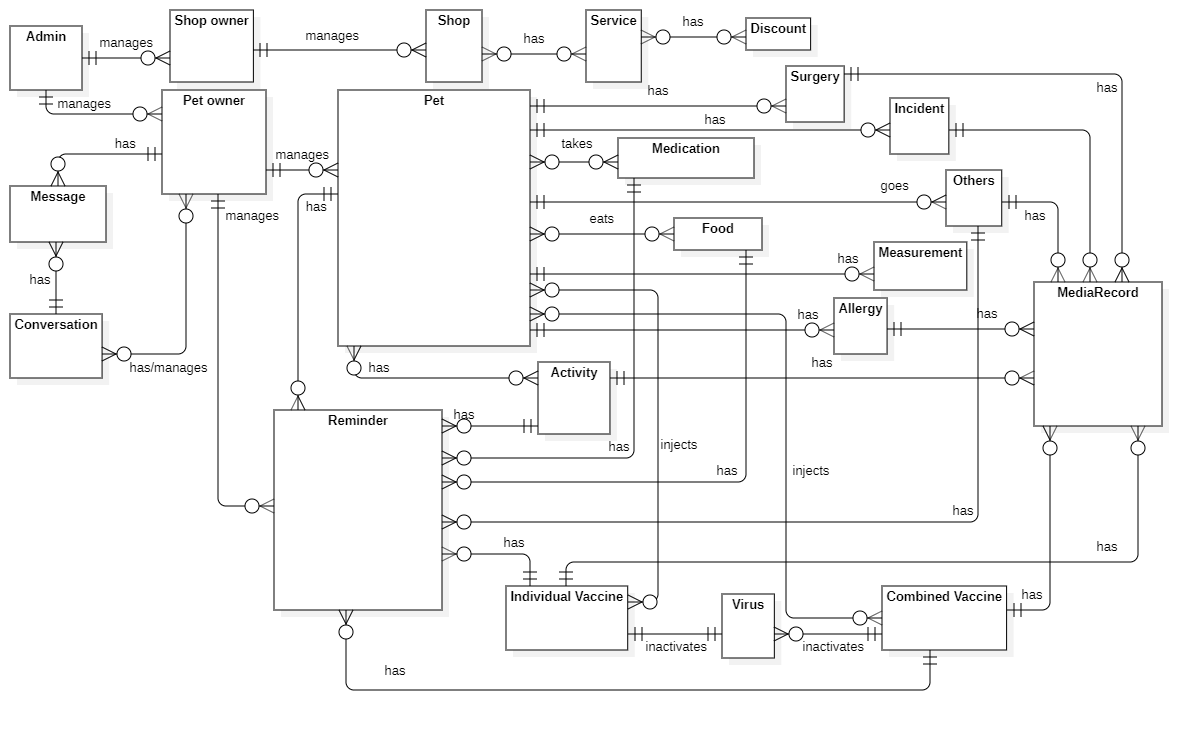 Admin
manages
Shop owner
manages
Shop
has
Service
has
Discount
manages
Pet owner
Pet
has
Surgery
has
has
Incident
has
manages
takes
Medication
Message
manages
has
goes
Others
has
eats
Food
has
Measurement
has
Conversation
has/manages
has
Allergy
has
MediaRecord
has
Activity
has
Reminder
has
has
injects
has
injects
has
has
has
Individual Vaccine
Virus
Combined Vaccine
has
inactivates
inactivates
has